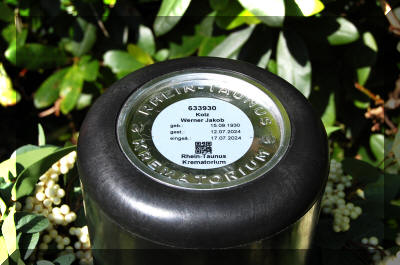 RHEIN-TAUNUS
633930
Kolz
Werner Jakob
geb.: 15.09.1930
gest.: 12.07.2024
eingeä.: 17.07.2024
Rhein-Taunus
Krematorium
KREMATORIUM